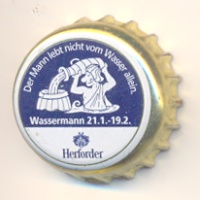 Der Mann lebt nicht vom Wasser allein.
Wassermann 21.1.-19.2.
Herforder